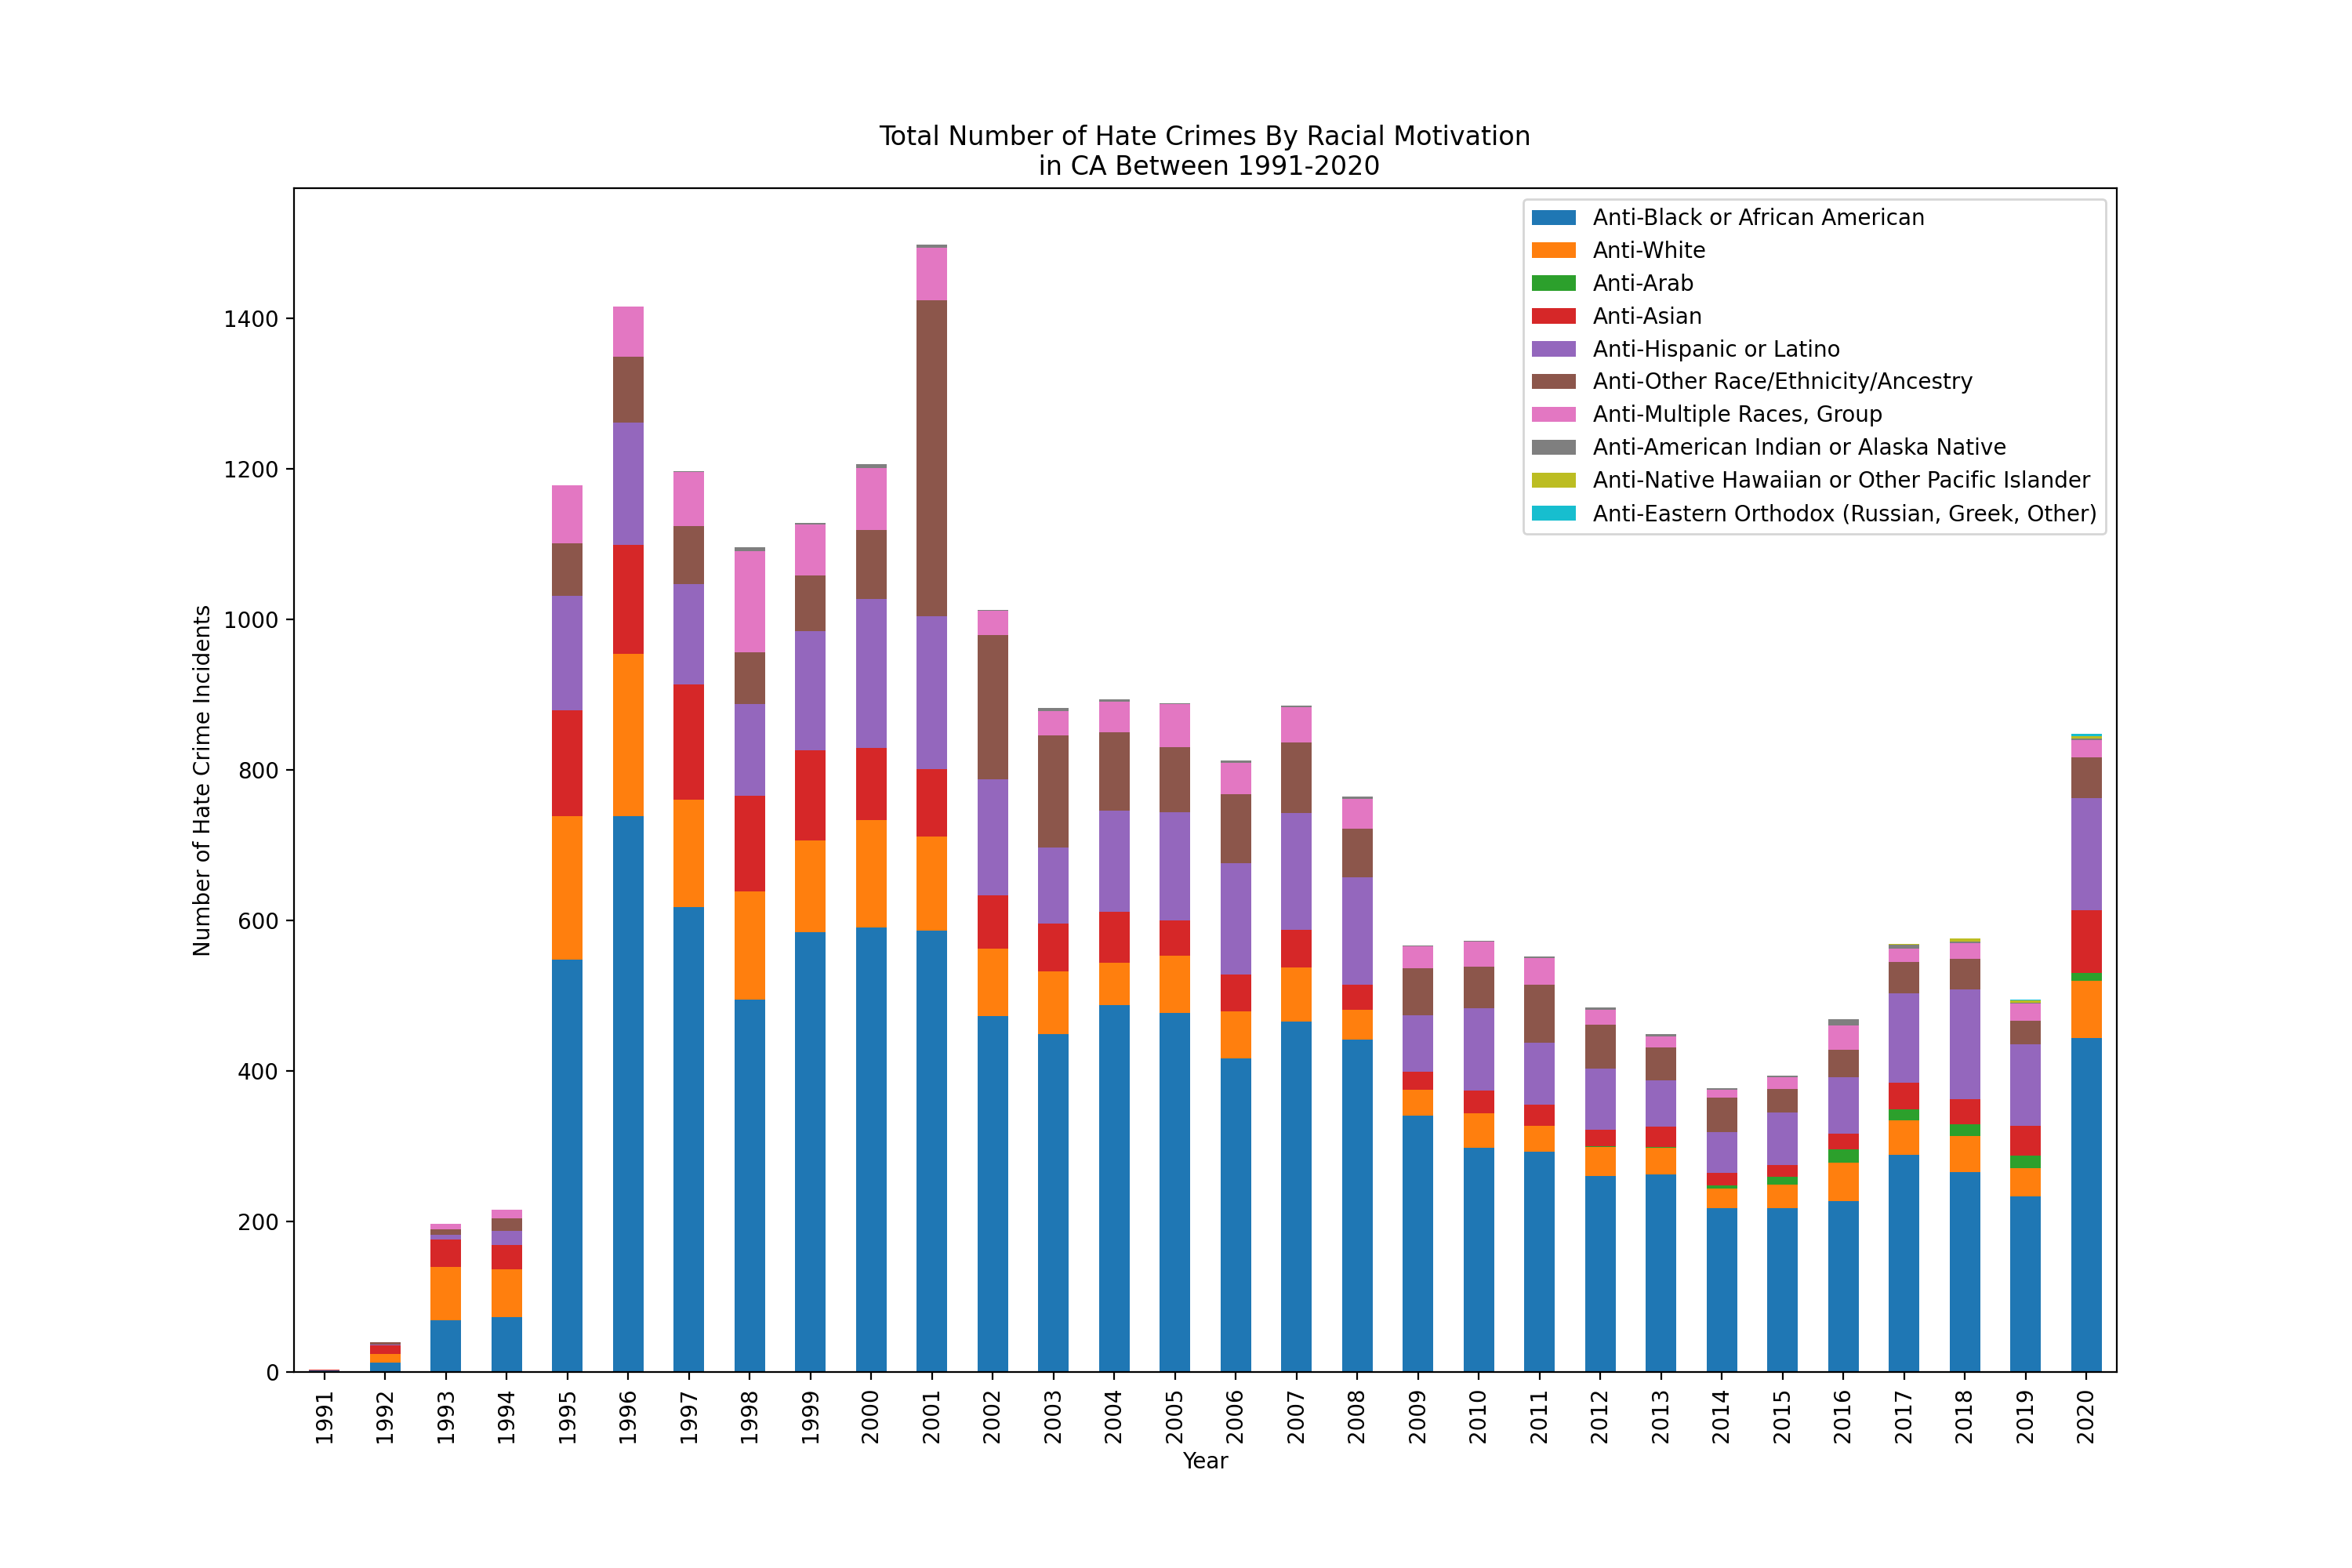 Total Number of Hate Crimes By Racial Motivation
in CA Between 1991-2020
Anti-Black or African American
Anti-White
Anti-Arab
Anti-Asian
Anti-Hispanic or Latino
Anti-Other Race/Ethnicity/Ancestry
Anti-Multiple Races, Group
Anti-American Indian or Alaska Native
Anti-Native Hawaiian or Other Pacific Islander
Anti-Eastern Orthodox (Russian, Greek, Other)
Number of Hate Crime Incidents
1400
1200
1000
800
600
400
200
0
1991
1992
1993
1994
1995
1996
1997
1998
1999
2000
2001
2002
2003
2004
2005
2006
2007
2008
2009
2010
2011
2012
2013
2014
2015
2016
2017
2018
2019
2020
Year